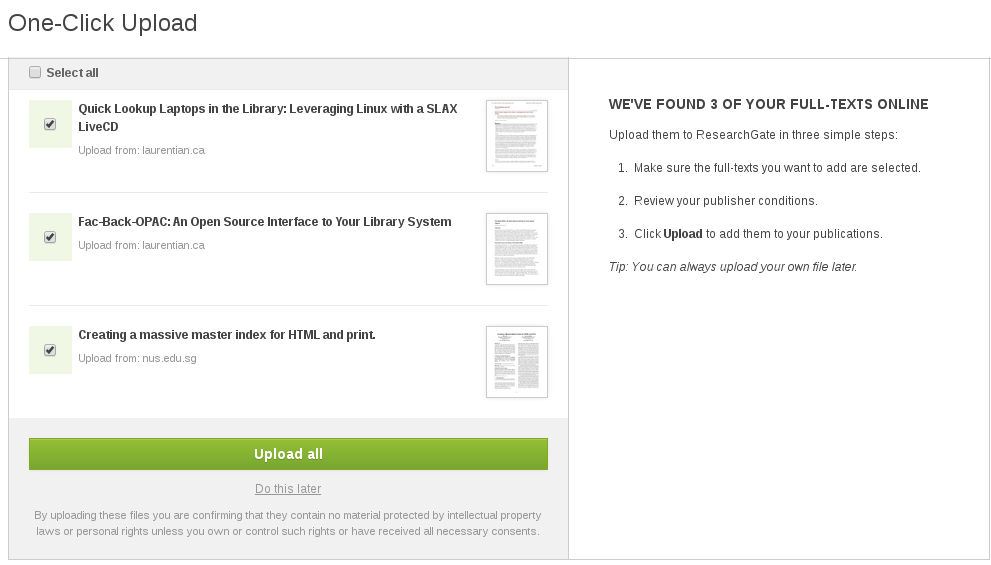 One-Click Upload
Select all
Quick Lookup Laptops in the Library: Leveraging Linux with a SLAX
LiveCD
Upload from: laurentian.ca
Fac-Back-OPAC: An Open Source Interface to Your Library System
Upload from: laurentian.ca
Creating a massive master index for HTML and print.
Upload from: nus.edu.sg
Upload all
Do this later
By uploading these files you are confirming that they contain no material protected by intellectual property
laws or personal rights unless you own or control such rights or have received all necessary consents.
WE'VE FOUND 3 OF YOUR FULL-TEXTS ONLINE
Upload them to ResearchGate in three simple steps:
1. Make sure the full-texts you want to add are selected.
2. Review your publisher conditions.
3. Click Upload to add them to your publications.
Tip: You can always upload your own file later.